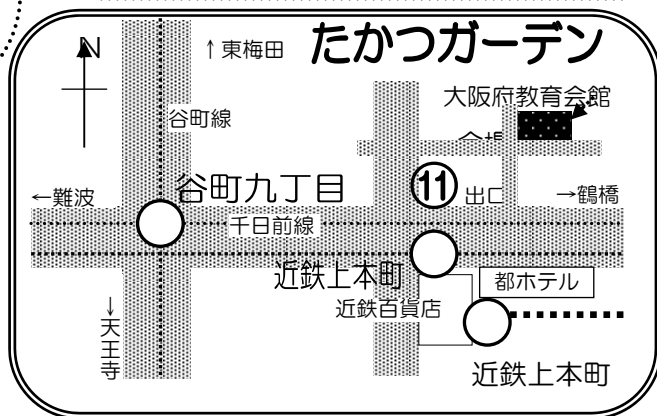 たかつガーデン
N
↑東梅田
大阪府教育会館
谷町線
谷町九丁目
⑪
出口
←難波
→鶴橋
千日前線
近鉄上本町
都ホテル
近鉄百貨店
↓天王寺
近鉄上本町